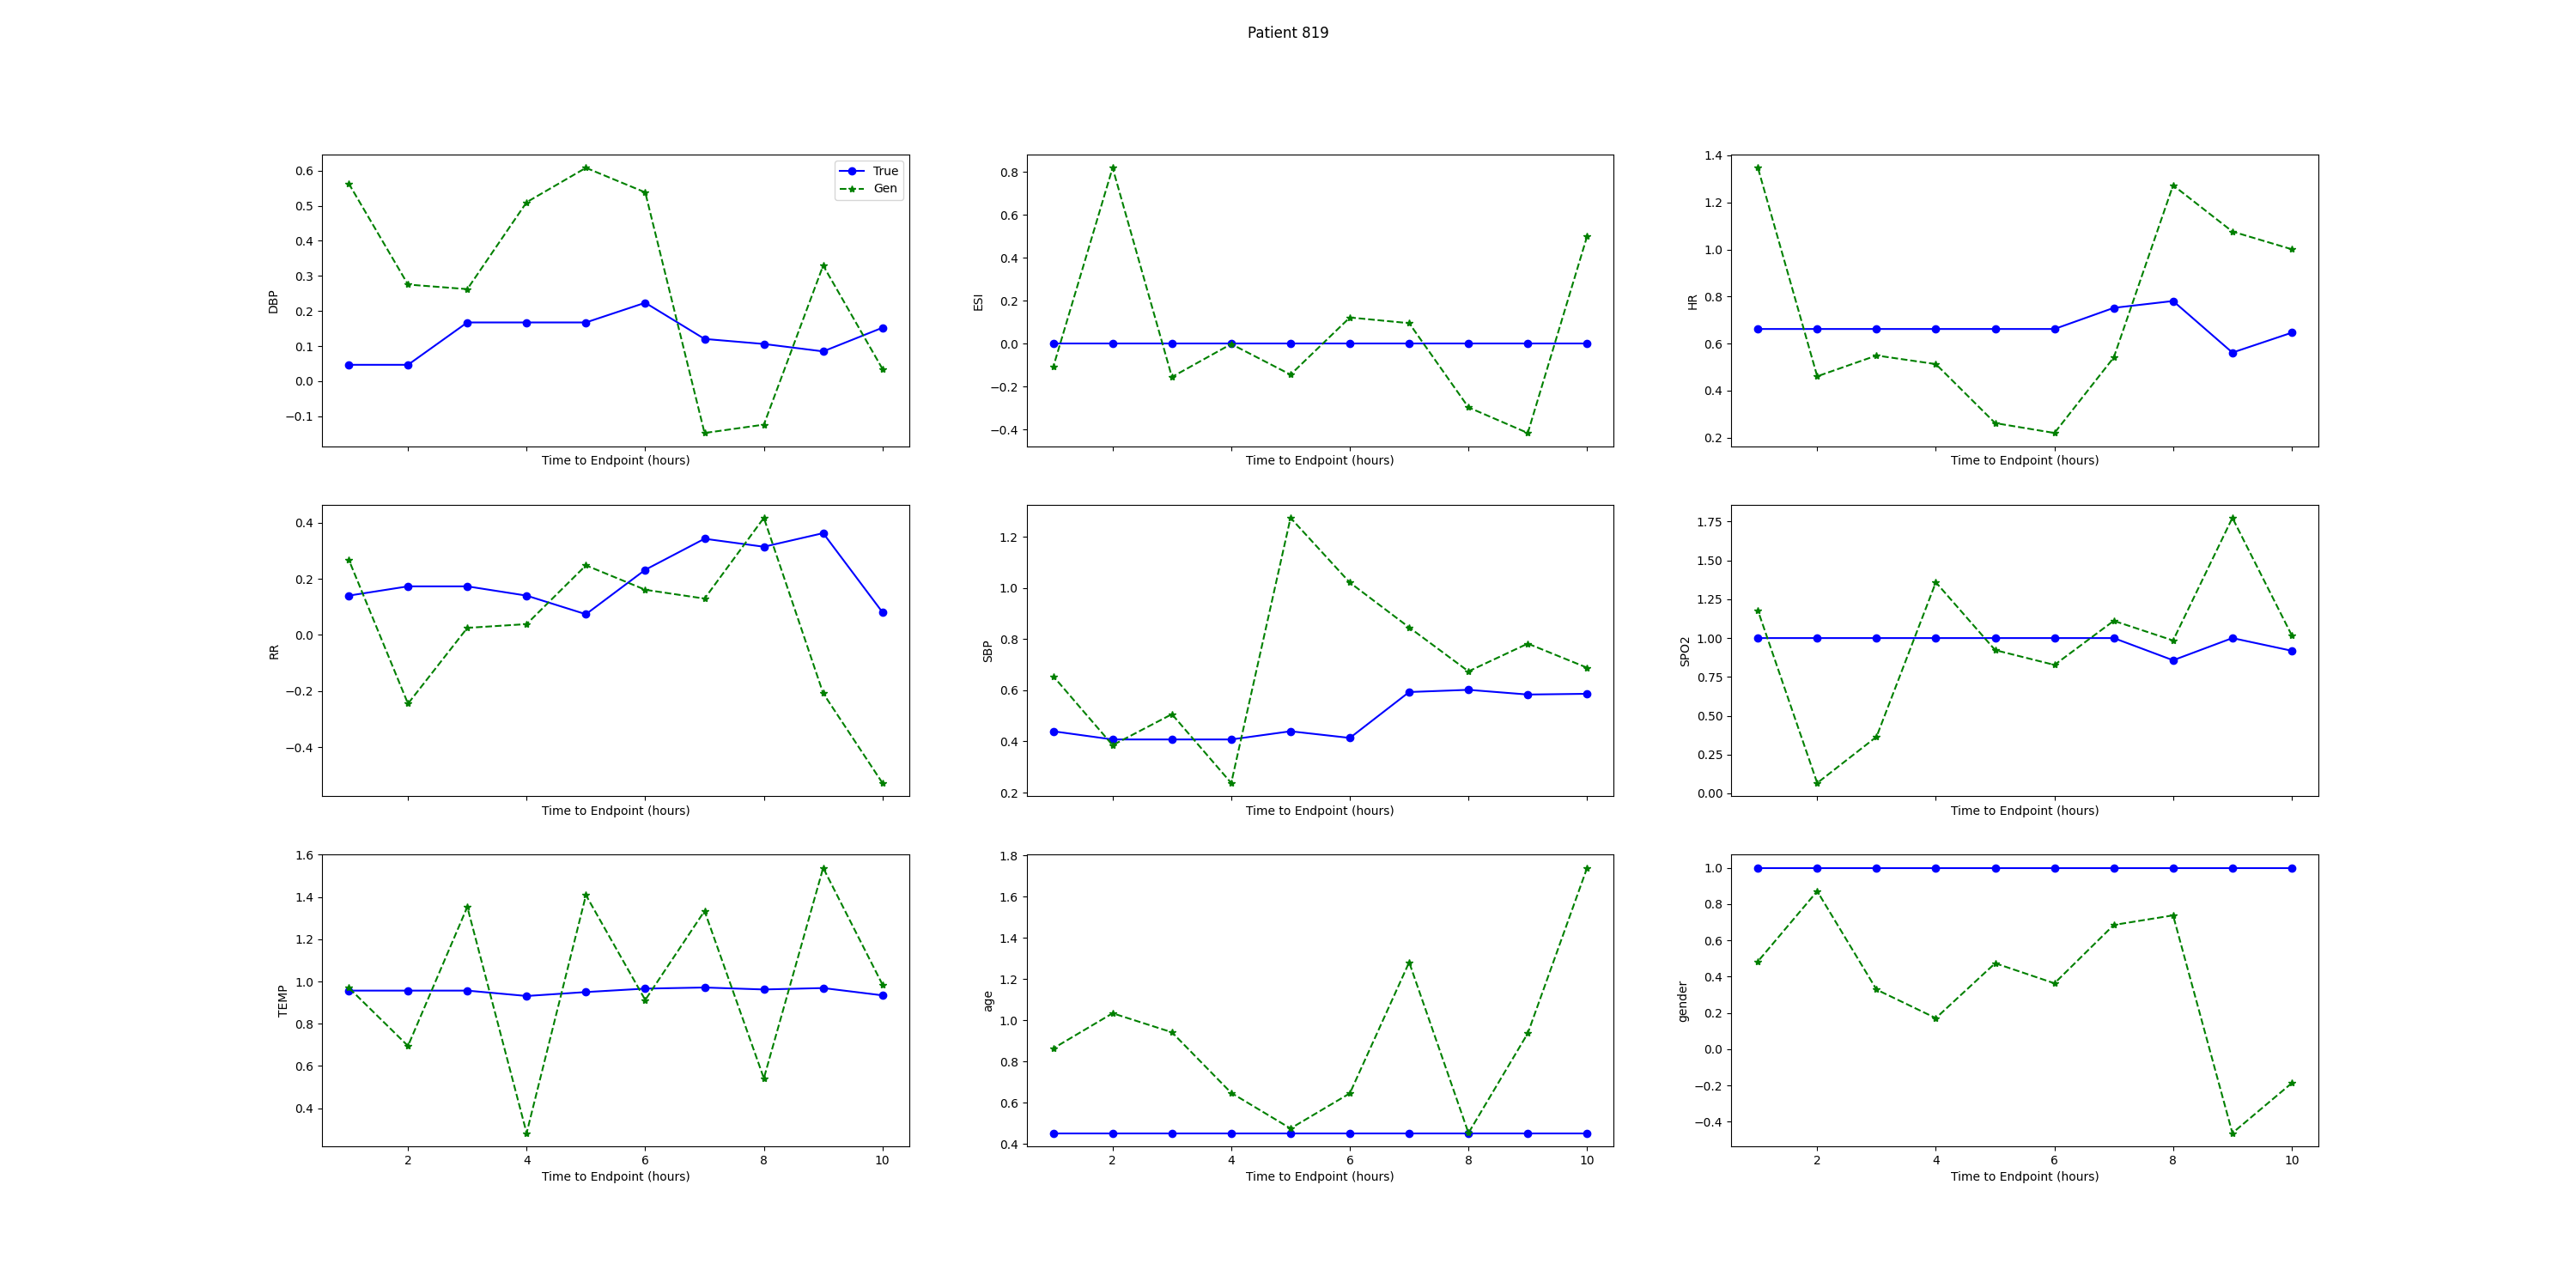 Patient 819
DBP
0.6
0.5
0.4
0.3
0.2
0.1
0.0
−0.1
True
Gen
Time to Endpoint (hours)
ESI
0.8
0.6
0.4
0.2
0.0
−0.2
−0.4
Time to Endpoint (hours)
HR
1.4
1.2
1.0
0.8
0.6
0.4
0.2
Time to Endpoint (hours)
RR
0.4
0.2
0.0
−0.2
−0.4
Time to Endpoint (hours)
SBP
1.2
1.0
0.8
0.6
0.4
0.2
Time to Endpoint (hours)
SPO2
1.75
1.50
1.25
1.00
0.75
0.50
0.25
0.00
Time to Endpoint (hours)
TEMP
1.6
1.4
1.2
1.0
0.8
0.6
0.4
2 4 6 8 10
Time to Endpoint (hours)
age
1.8
1.6
1.4
1.2
1.0
0.8
0.6
0.4
2 4 6 8 10
Time to Endpoint (hours)
gender
1.0
0.8
0.6
0.4
0.2
0.0
−0.2
−0.4
2 4 6 8 10
Time to Endpoint (hours)